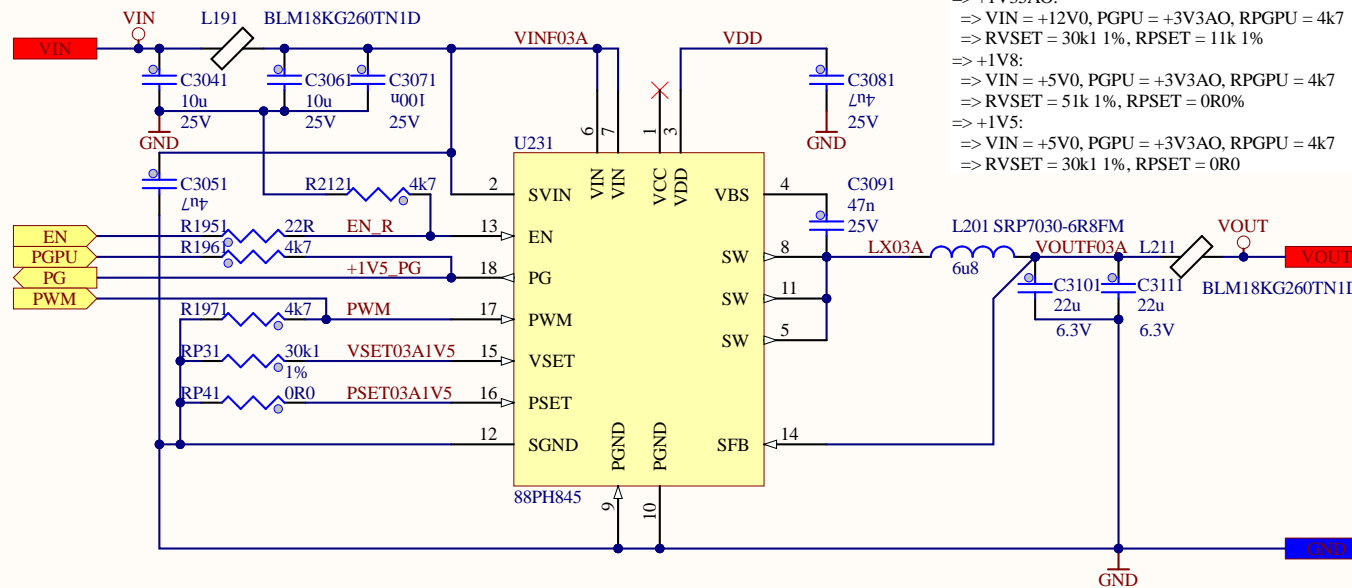 => +1V35AO:
=> VIN = +12V0, PGPU = +3V3AO, RPGPU = 4k7
=> RVSET = 30k1 1%, RPSET = 11k 1%
=> +1V8:
=> VIN = +5V0, PGPU = +3V3AO, RPGPU = 4k7
=> RVSET = 51k 1%, RPSET = 0R0%
=> +1V5:
=> VIN = +5V0, PGPU = +3V3AO, RPGPU = 4k7
=> RVSET = 30k1 1%, RPSET = 0R0
VIN
VIN
L191
BLM18KG260TN1D
VINF03A
VDD
C3041
10u
25V
C3061
10u
25V
C3071
100n
25V
C3081
4u7
25V
GND
GND
6
7
1
3
U231
VIN
VIN
VCC
VDD
C3051
4u7
R2121
4k7
2
SVIN
VBS
4
C3091
47n
25V
EN
R1951
22R
EN_R
13
EN
PGPU
R1961
4k7
PG
+1V5_PG
18
PG
PWM
R1971
4k7
PWM
17
PWM
RP31
30k1
1%
VSET03A1V5
15
VSET
RP41
0R0
PSET03A1V5
16
PSET
12
SGND
SW
8
SW
11
SW
5
SFB
14
LX03A
L201
SRP7030-6R8FM
6u8
VOUTF03A
L211
VOUT
VOUT
BLM18KG260TN1D
C3101
22u
6.3V
C3111
22u
6.3V
PGND
PGND
88PH845
9
10
GND
GND